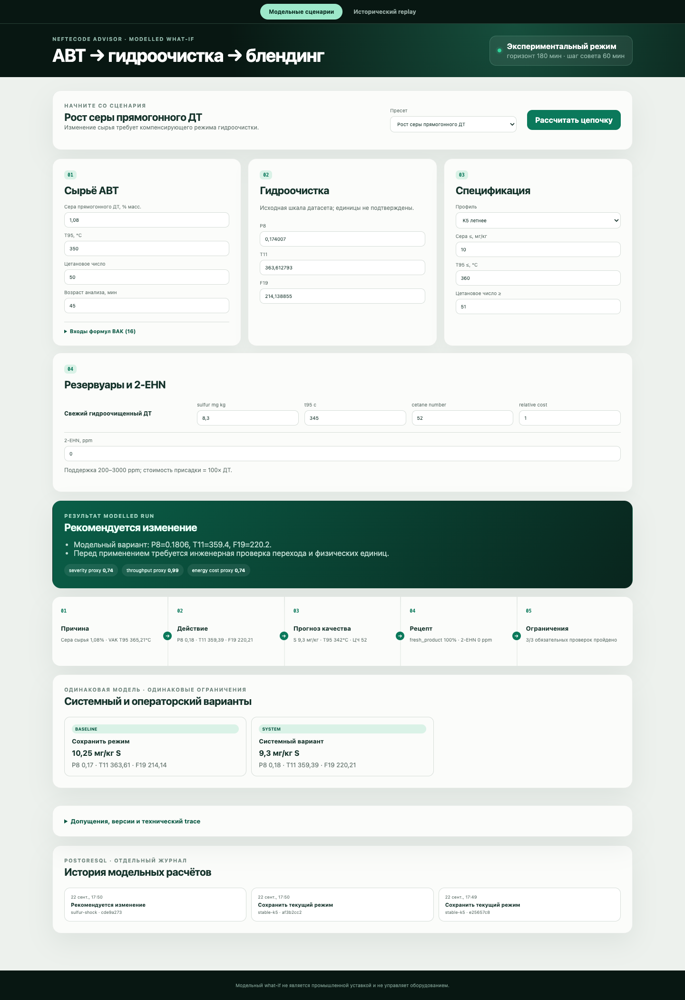 Модельные сценарии
Исторический replay
NEFTECODE ADVISOR · MODELLED WHAT-IF
АВТ → гидроочистка → блендинг
Экспериментальный режим
горизонт 180 мин · шаг совета 60 мин
НАЧНИТЕ СО СЦЕНАРИЯ
Рост серы прямогонного ДТ
Изменение сырья требует компенсирующего режима гидроочистки.
Пресет
Рост серы прямогонного ДТ
Рассчитать цепочку
01
Сырьё АВТ
Сера прямогонного ДТ, % масс.
1,08
T95, °C
350
Цетановое число
50
Возраст анализа, мин
45
▶ Входы формул ВАК (16)
02
Гидроочистка
Исходная шкала датасета; единицы не подтверждены.
P8
0,174007
T11
363,612793
F19
214,138855
03
Спецификация
Профиль
K5 летнее
Сера ≤, мг/кг
10
T95 ≤, °C
360
Цетановое число ≥
51
04
Резервуары и 2-EHN
Свежий гидроочищенный ДТ
sulfur mg kg
8,3
t95 c
345
cetane number
52
relative cost
1
2-EHN, ppm
0
Поддержка 200–3000 ppm; стоимость присадки = 100× ДТ.
РЕЗУЛЬТАТ MODELLED RUN
Рекомендуется изменение
• Модельный вариант: P8=0.1806, T11=359.4, F19=220.2.
• Перед применением требуется инженерная проверка перехода и физических единиц.
severity proxy 0,74
throughput proxy 0,99
energy cost proxy 0,74
01
Причина
Сера сырья 1,08% · VAK T95 365,21°C
→
02
Действие
P8 0,18 · T11 359,39 · F19 220,21
→
03
Прогноз качества
S 9,3 мг/кг · T95 342°C · ЦЧ 52
→
04
Рецепт
fresh_product 100% · 2-EHN 0 ppm
→
05
Ограничения
3/3 обязательных проверок пройдено
ОДИНАКОВАЯ МОДЕЛЬ · ОДИНАКОВЫЕ ОГРАНИЧЕНИЯ
Системный и операторский варианты
BASELINE
Сохранить режим
10,25 мг/кг S
P8 0,17 · T11 363,61 · F19 214,14
SYSTEM
Системный вариант
9,3 мг/кг S
P8 0,18 · T11 359,39 · F19 220,21
▶ Допущения, версии и технический trace
POSTGRESQL · ОТДЕЛЬНЫЙ ЖУРНАЛ
История модельных расчётов
22 сент., 17:50
Рекомендуется изменение
sulfur-shock · cde9a273
22 сент., 17:50
Сохранить текущий режим
stable-k5 · af3b2cc2
22 сент., 17:49
Сохранить текущий режим
stable-k5 · e25657c8
Модельный what-if не является промышленной уставкой и не управляет оборудованием.